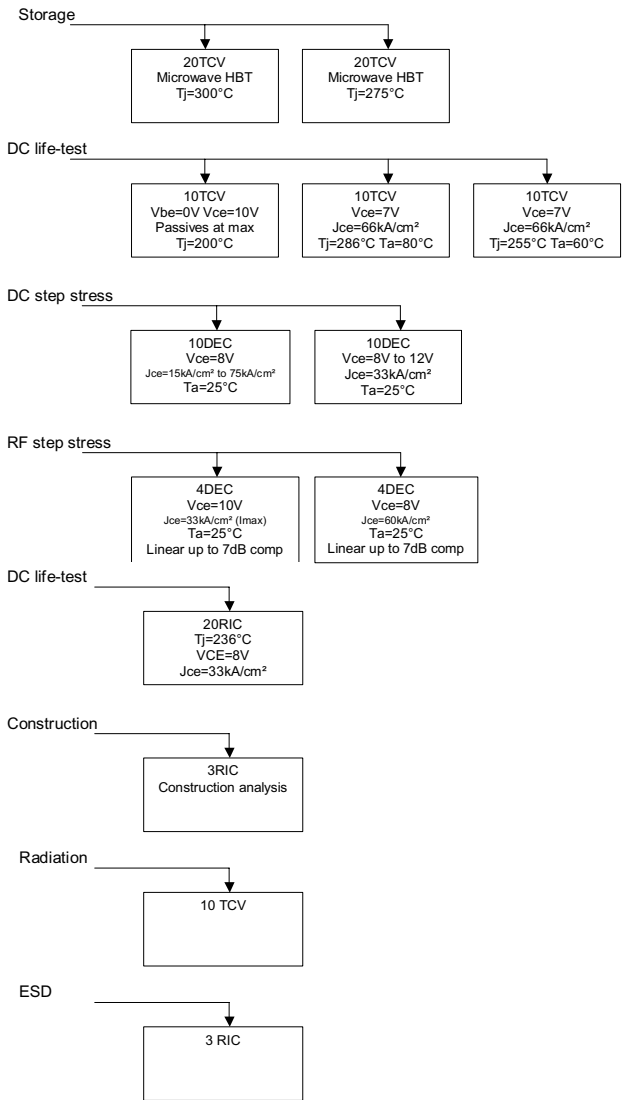 Storage
20TCV
Microwave HBT
Tj=300°C
20TCV
Microwave HBT
Tj=275°C
DC life-test
10TCV
Vbe=0V Vce=10V
Passives at max
Tj=200°C
10TCV
Vce=7V
Jce=66kA/cm²
Tj=286°C Ta=80°C
10TCV
Vce=7V
Jce=66kA/cm²
Tj=255°C Ta=60°C
DC step stress
10DEC
Vce=8V
Jce=15kA/cm² to 75kA/cm²
Ta=25°C
10DEC
Vce=8V to 12V
Jce=33kA/cm²
Ta=25°C
RF step stress
4DEC
Vce=10V
Jce=33kA/cm² (Imax)
Ta=25°C
Linear up to 7dB comp
4DEC
Vce=8V
Jce=60kA/cm²
Ta=25°C
Linear up to 7dB comp
DC life-test
20RIC
Tj=236°C
VCE=8V
Jce=33kA/cm²
Construction
3RIC
Construction analysis
Radiation
10 TCV
ESD
3 RIC